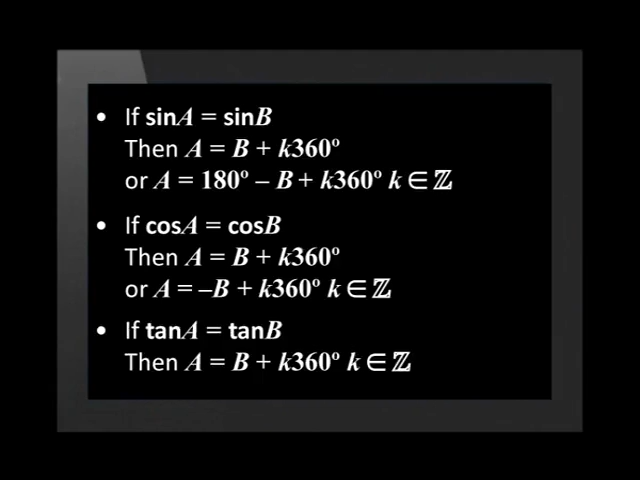 • If sinA = sinB
Then A = B + k360º
or A = 180º – B + k360º k ∈ ℤ
• If cosA = cosB
Then A = B + k360º
or A = –B + k360º k ∈ ℤ
• If tanA = tanB
Then A = B + k360º k ∈ ℤ